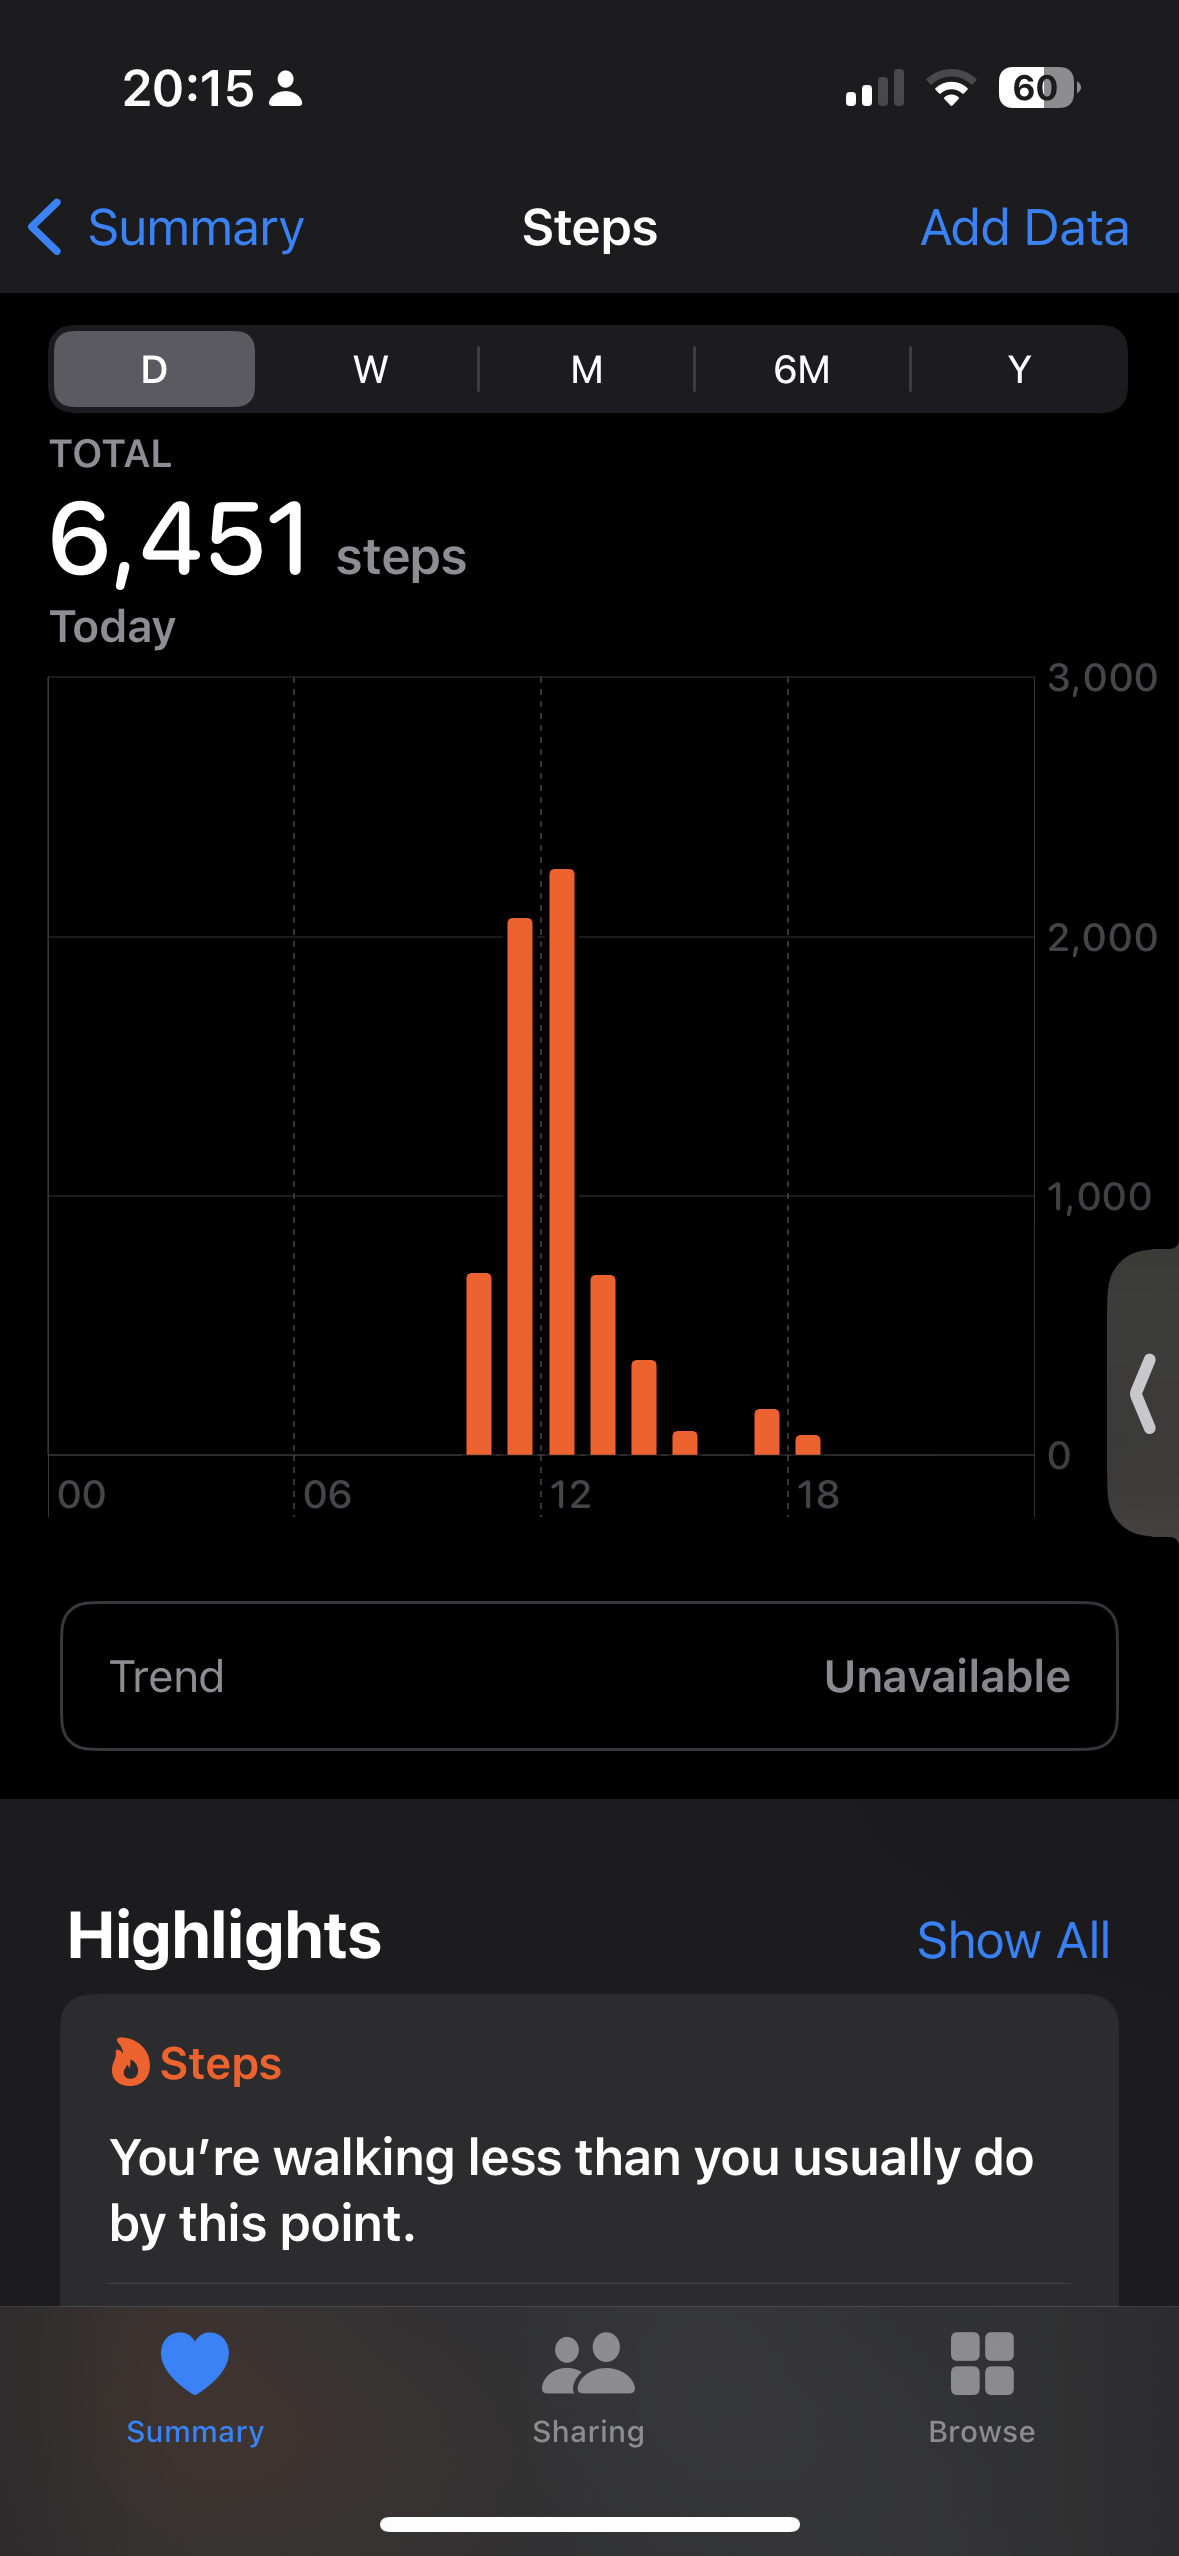 20:15
60
Summary
Steps
Add Data
D W M 6M Y
TOTAL
6,451 steps
Today
3,000
2,000
1,000
0
00 06 12 18
Trend Unavailable
Highlights
Show All
Steps
You’re walking less than you usually do
by this point.
Summary Sharing Browse